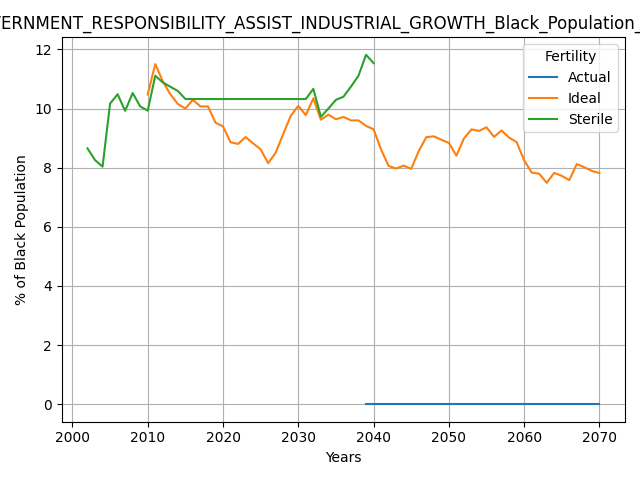 ERNMENT_RESPONSIBILITY_ASSIST_INDUSTRIAL_GROWTH_Black_Population_
12
10
8
6
4
2
0
% of Black Population
Fertility
Actual
Ideal
Sterile
2000 2010 2020 2030 2040 2050 2060 2070
Years